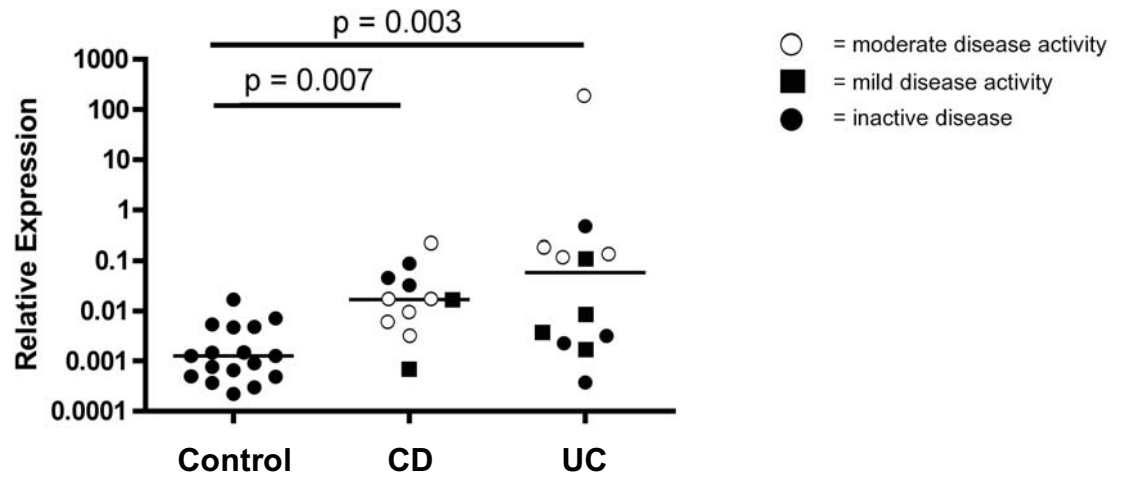 p = 0.003
p = 0.007
Relative Expression
1000
100
10
1
0.1
0.01
0.001
0.0001
Control
CD
UC
= moderate disease activity
= mild disease activity
= inactive disease